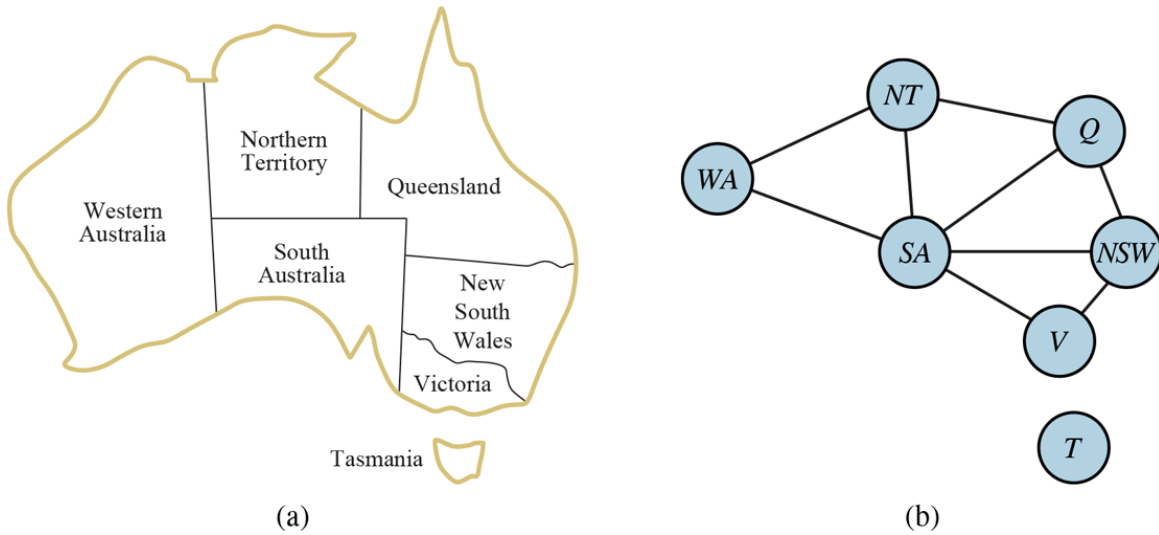 Northern
Territory
Western
Australia
Queensland
South
Australia
New
South
Wales
Victoria
Tasmania
(a)
NT
Q
WA
SA
NSW
V
T
(b)